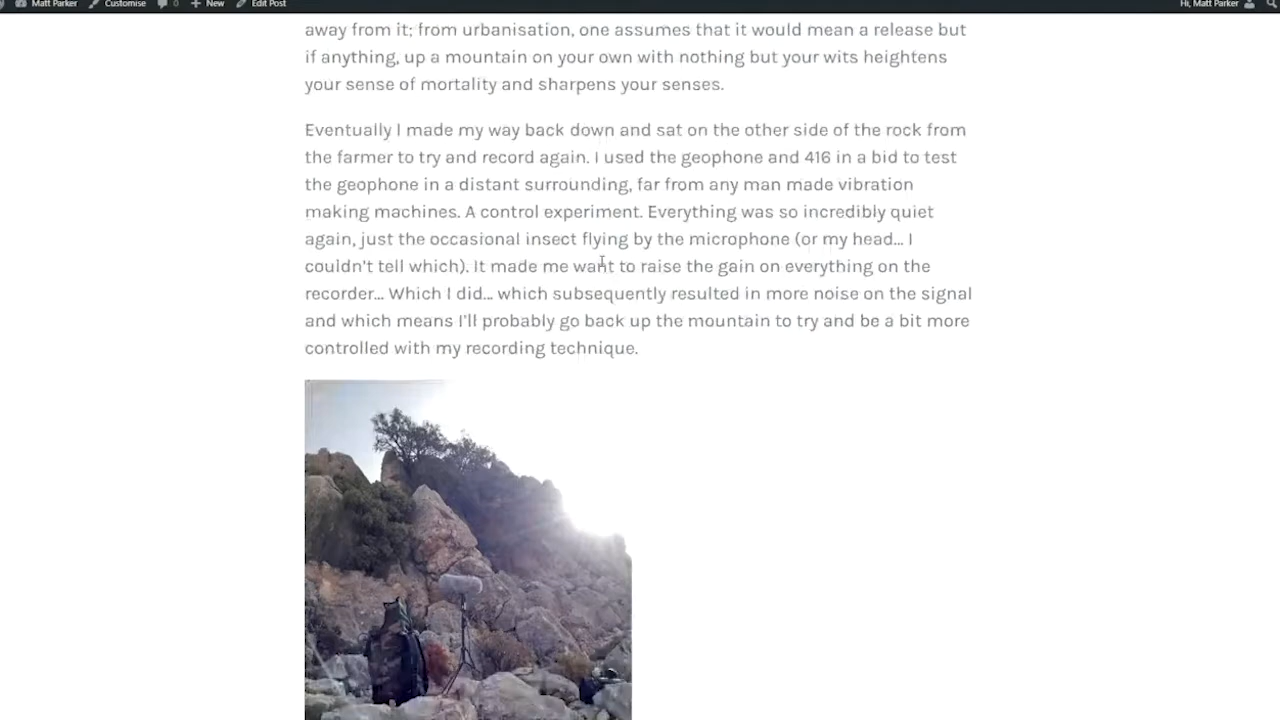 Matt Parker Customise 0 New Edit Post Hi, Matt Parker
away from it; from urbanisation, one assumes that it would mean a release but
if anything, up a mountain on your own with nothing but your wits heightens
your sense of mortality and sharpens your senses.
Eventually I made my way back down and sat on the other side of the rock from
the farmer to try and record again. I used the geophone and 416 in a bid to test
the geophone in a distant surrounding, far from any man made vibration
making machines. A control experiment. Everything was so incredibly quiet
again, just the occasional insect flying by the microphone (or my head... I
couldn't tell which). It made me want to raise the gain on everything on the
recorder... Which I did... which subsequently resulted in more noise on the signal
and which means I'll probably go back up the mountain to try and be a bit more
controlled with my recording technique.